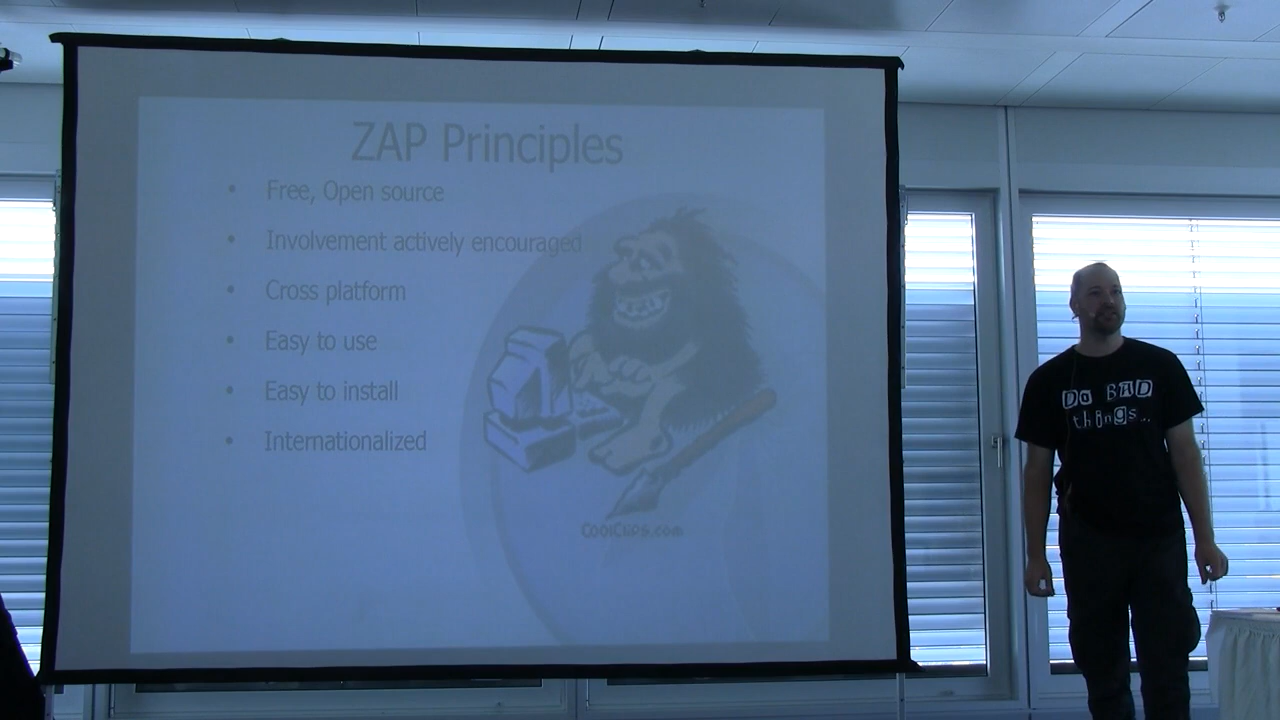 ZAP Principles
• Free, Open source
• Involvement actively encouraged
• Cross platform
• Easy to use
• Easy to install
• Internationalized
CoolClips.com
Do BAD
things...